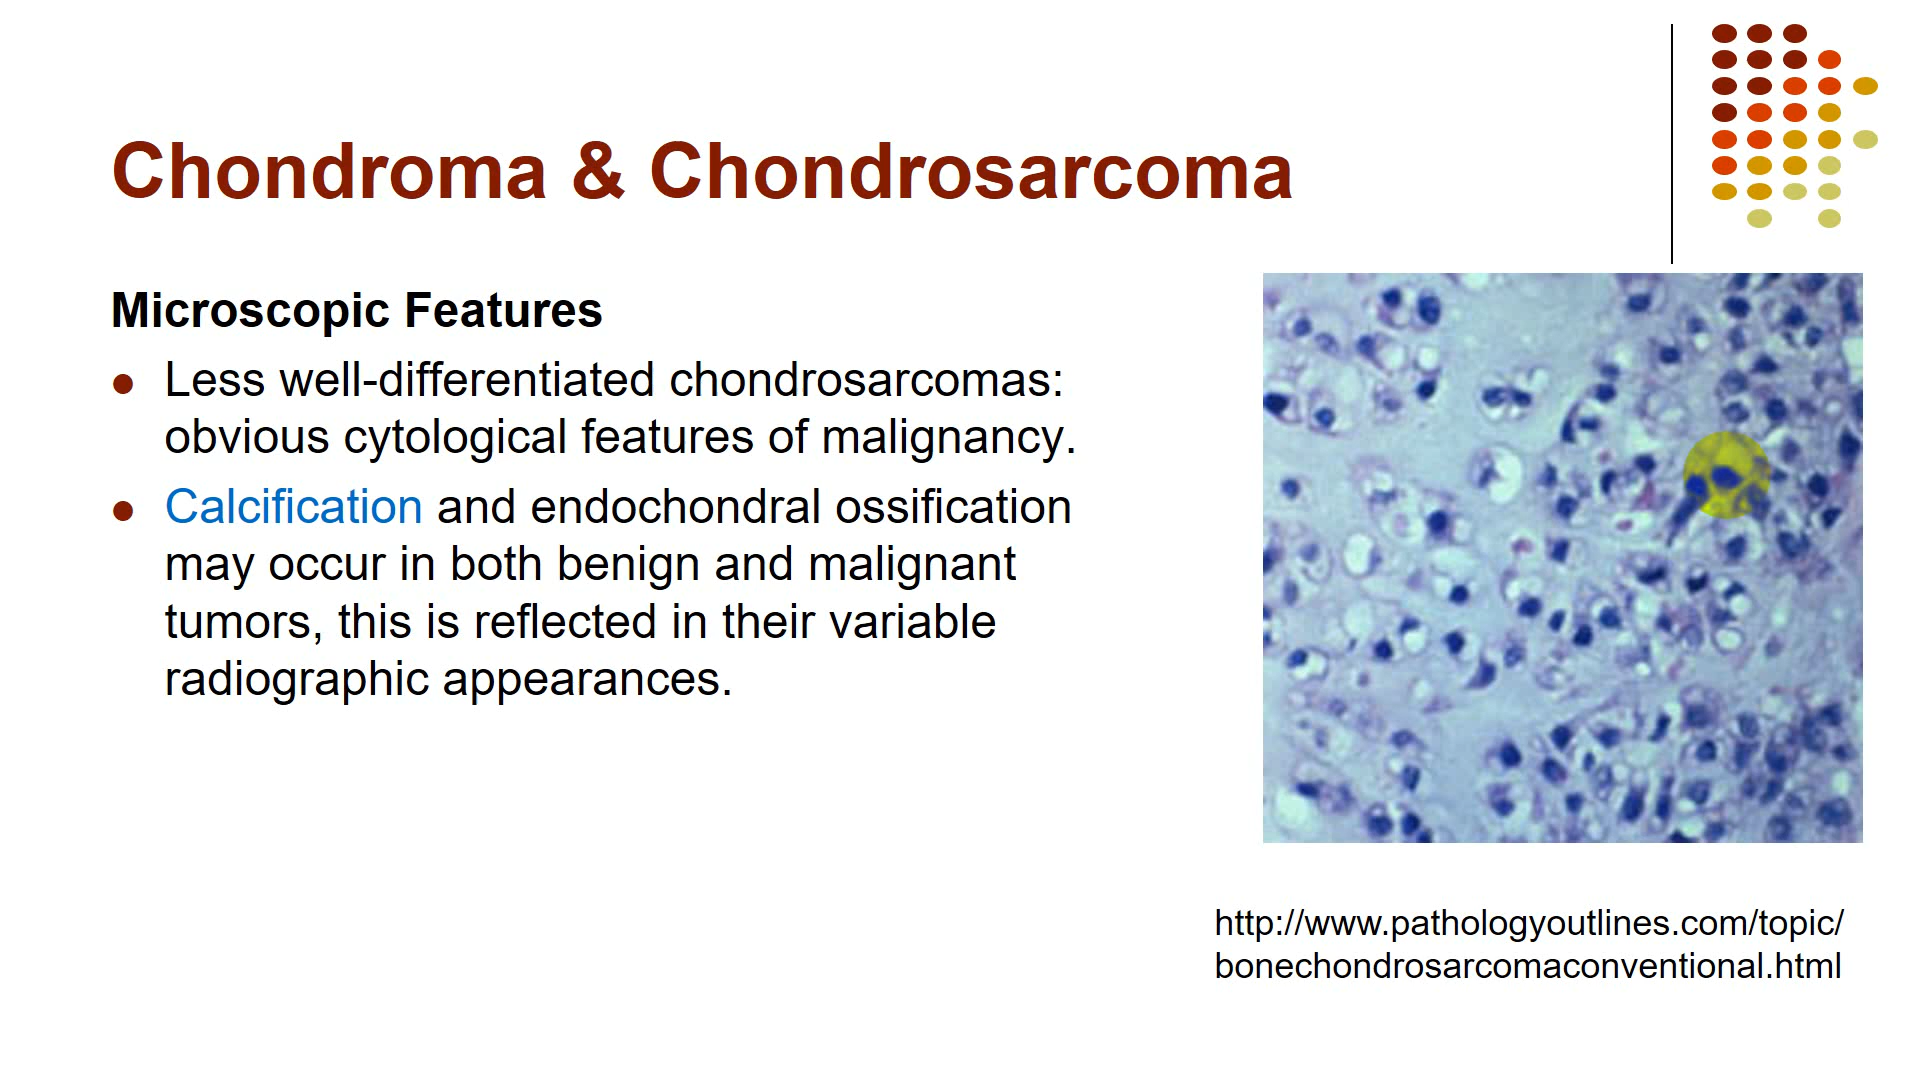 Chondroma & Chondrosarcoma
Microscopic Features
Less well-differentiated chondrosarcomas:
obvious cytological features of malignancy.
Calcification and endochondral ossification
may occur in both benign and malignant
tumors, this is reflected in their variable
radiographic appearances.
http://www.pathologyoutlines.com/topic/
bonechondrosarcomaconventional.html